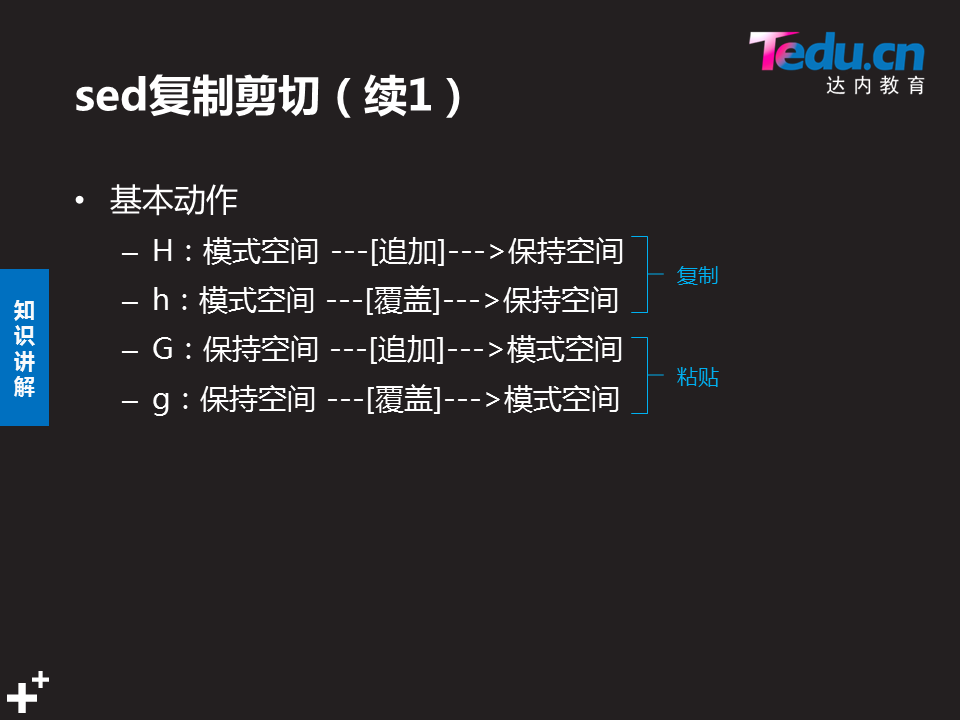 Tedu.cn
达内教育
sed复制剪切（续1）
• 基本动作
– H：模式空间 ---[追加]--->保持空间
– h：模式空间 ---[覆盖]--->保持空间
复制
– G：保持空间 ---[追加]--->模式空间
– g：保持空间 ---[覆盖]--->模式空间
粘贴
知识讲解